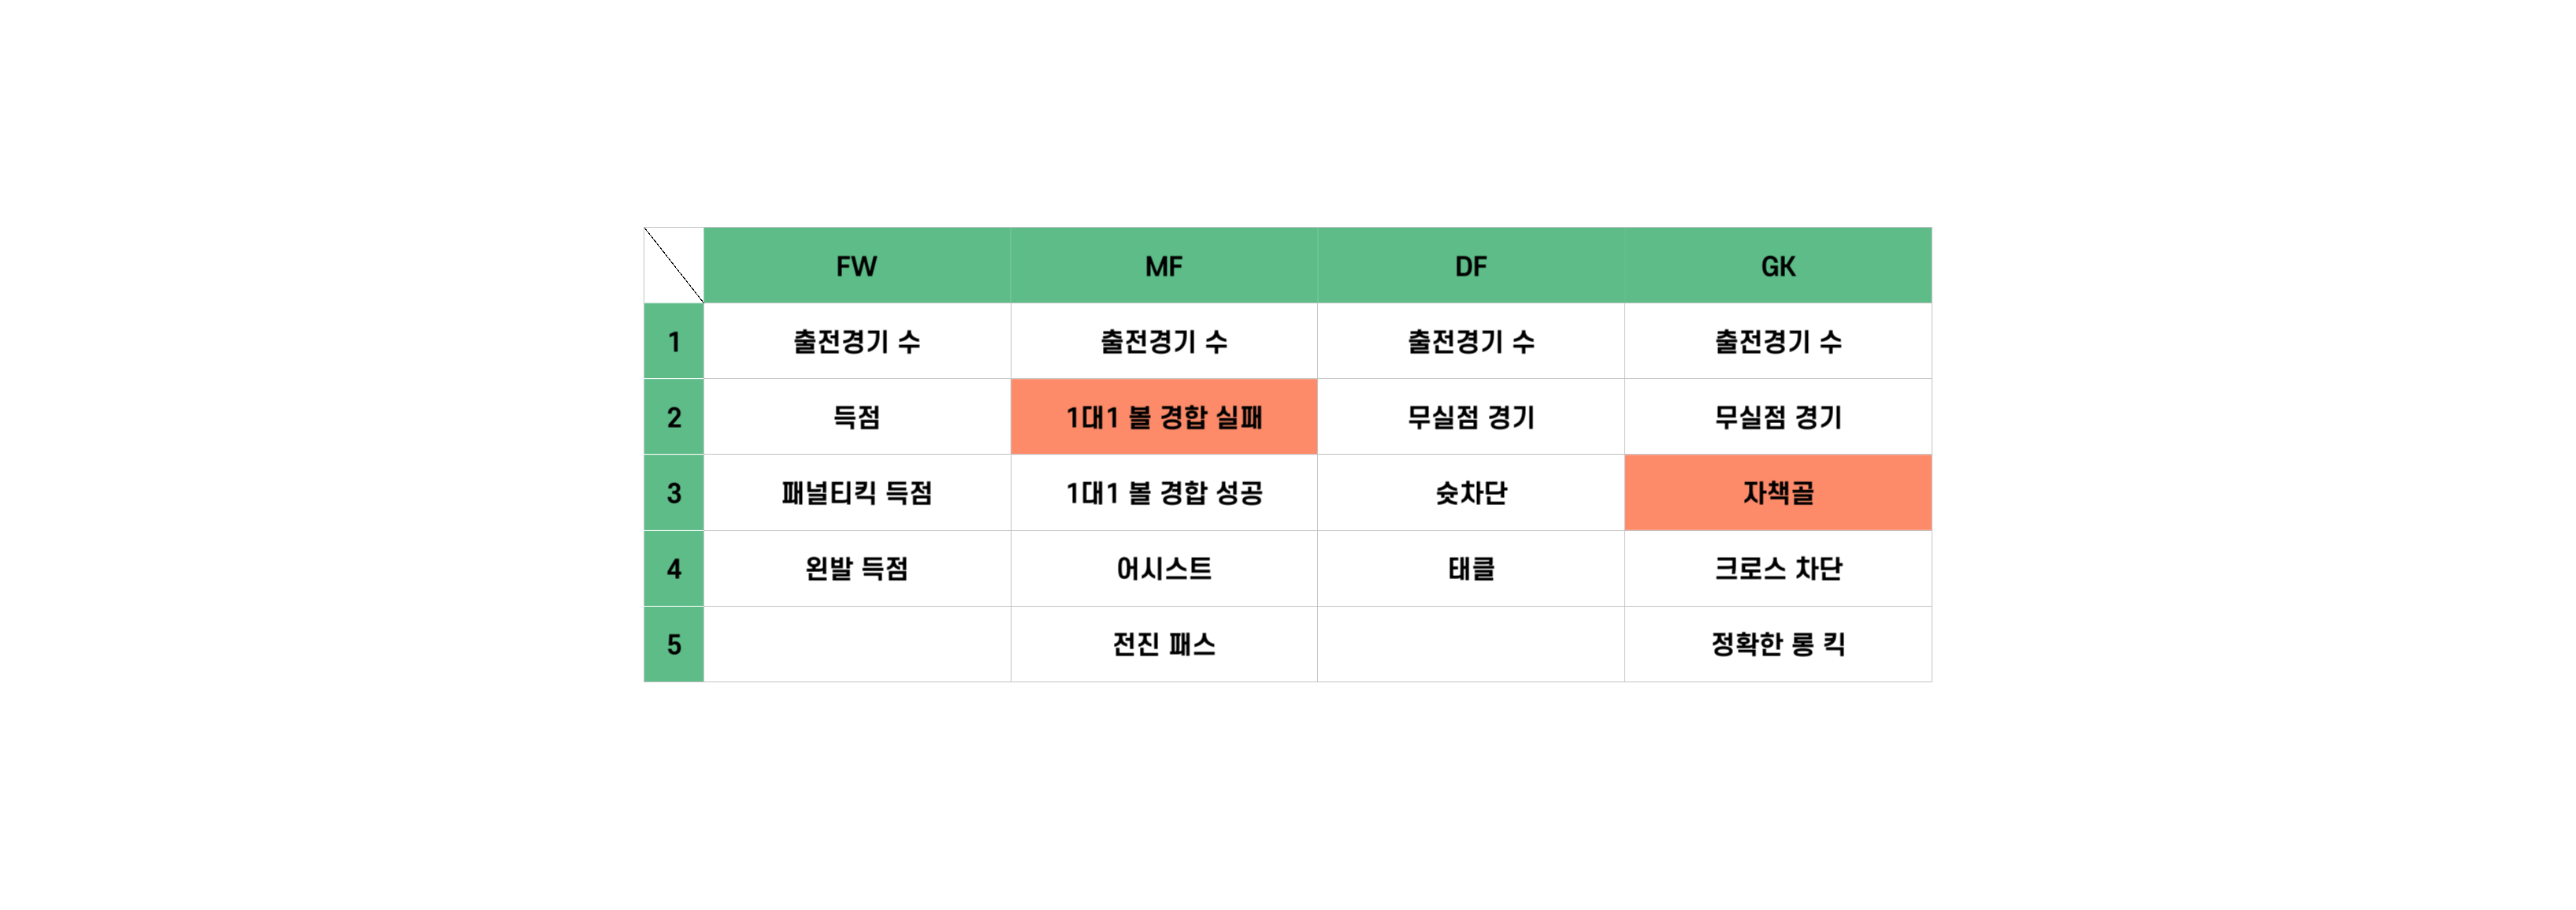 FW MF DF GK
1 출전경기 수 출전경기 수 출전경기 수 출전경기 수
2 득점 1대1 볼 경합 실패 무실점 경기 무실점 경기
3 패널티킥 득점 1대1 볼 경합 성공 슛차단 자책골
4 왼발 득점 어시스트 태클 크로스 차단
5 전진 패스 정확한 롱 킥